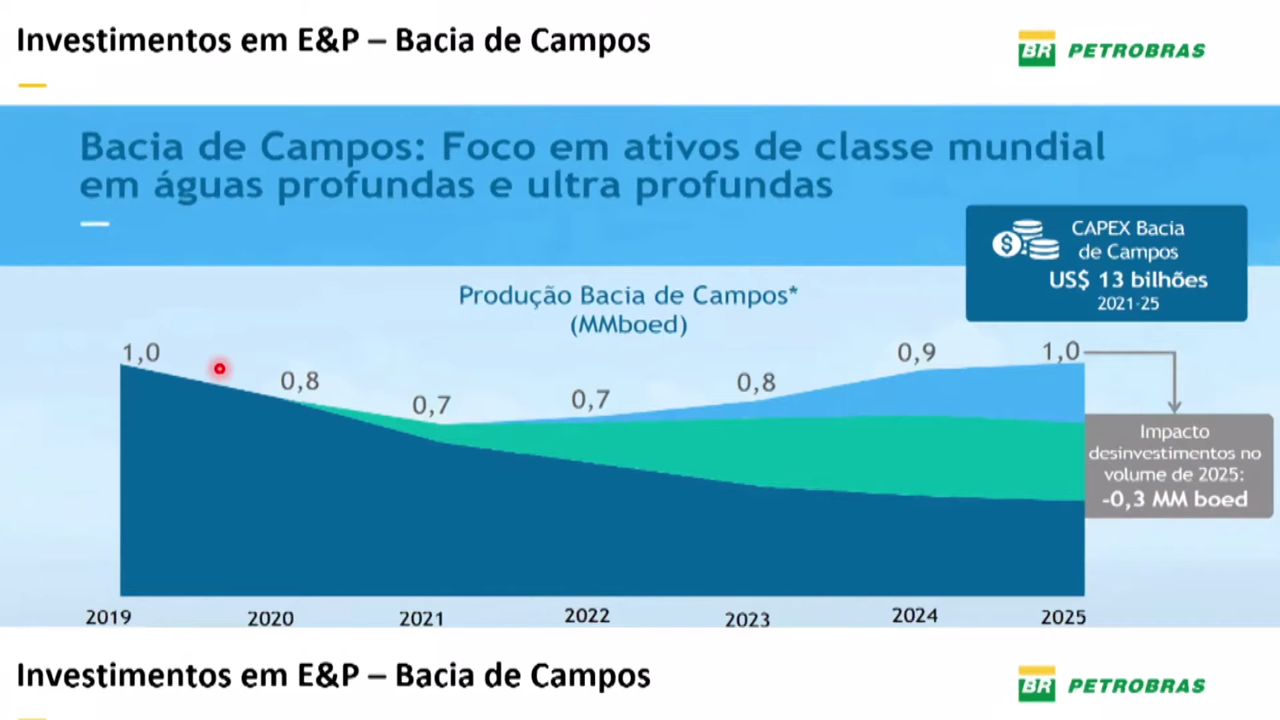 Investimentos em E&P – Bacia de Campos
BR PETROBRAS
Bacia de Campos: Foco em ativos de classe mundial
em águas profundas e ultra profundas
$
CAPEX Bacia
de Campos
US$ 13 bilhões
2021-25
Produção Bacia de Campos*
(MMboed)
1,0
0,8
0,7
0,7
0,8
0,9
1,0
Impacto
desinvestimentos no
volume de 2025:
-0,3 MM boed
2019
2020
2021
2022
2023
2024
2025
Investimentos em E&P – Bacia de Campos
BR PETROBRAS